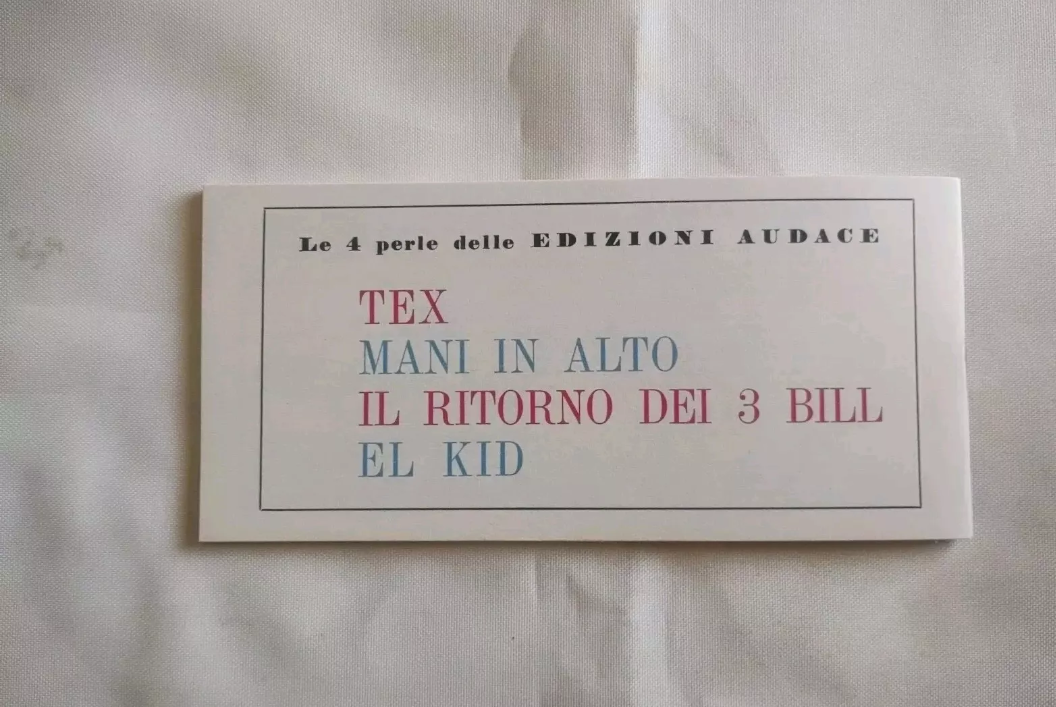 Le 4 perle delle EDIZIONI AUDACE
TEX
MANI IN ALTO
IL RITORNO DEI 3 BILL
EL KID